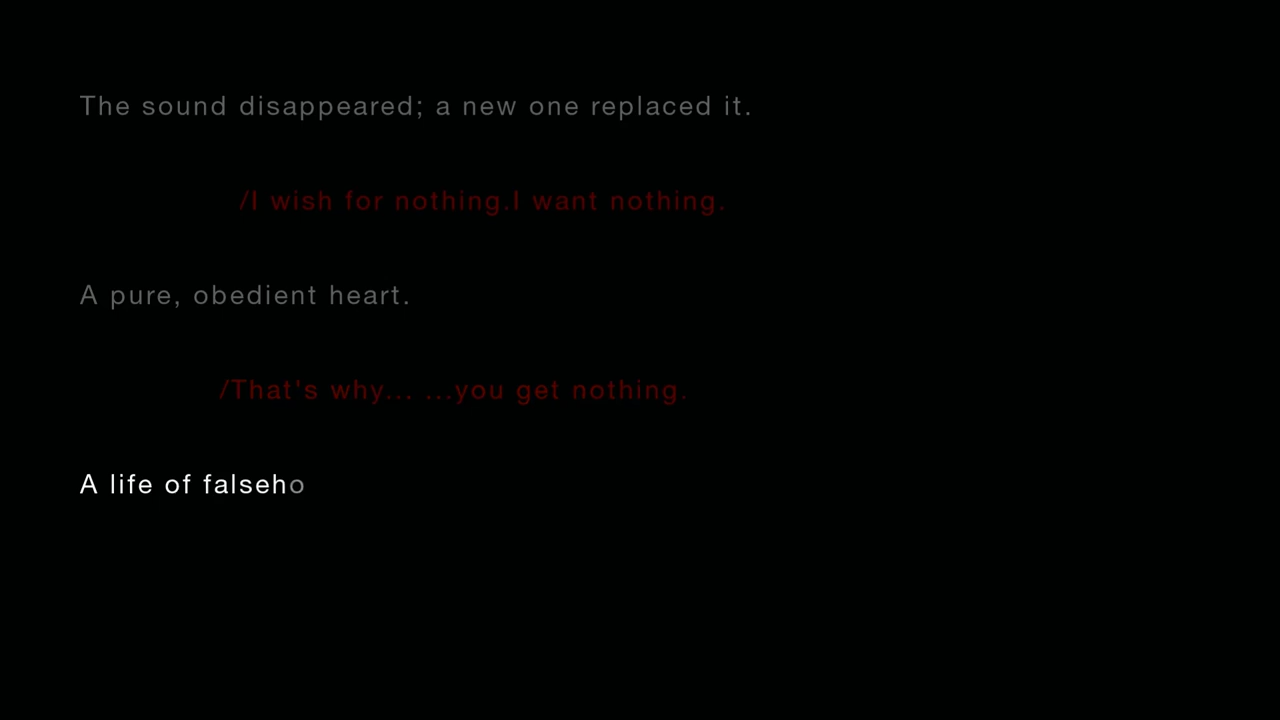 The sound disappeared; a new one replaced it.
/I wish for nothing.I want nothing.
A pure, obedient heart.
/That's why... ...you get nothing.
A life of falseho